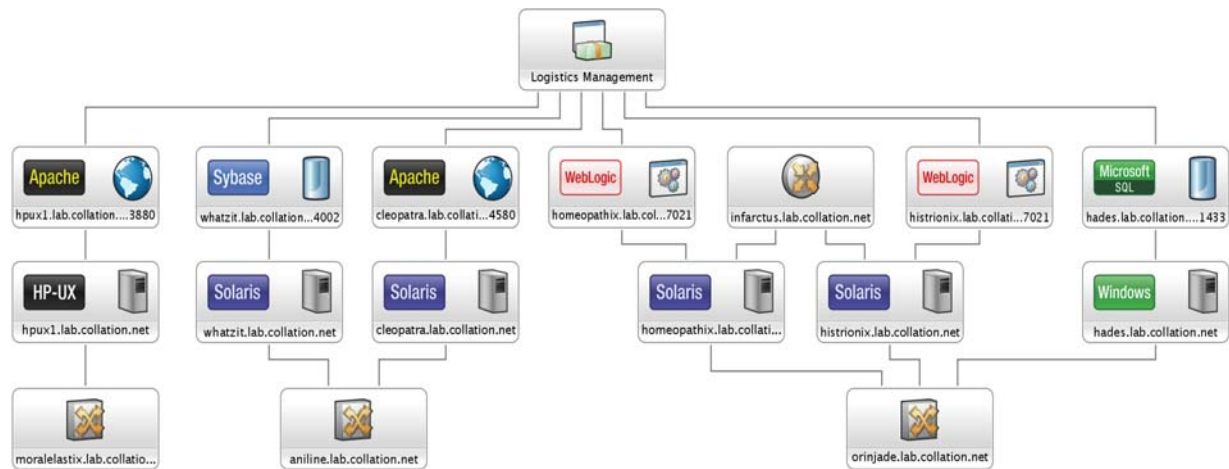 Logistics Management
Apache
hpux1.lab.collation....3880
Sybase
whatzit.lab.collation...4002
Apache
cleopatra.lab.collati...4580
WebLogic
homeopathix.lab.col...7021
infarctus.lab.collation.net
WebLogic
histrionix.lab.collati...7021
Microsoft
SQL
hades.lab.collation....1433
HP-UX
hpux1.lab.collation.net
Solaris
whatzit.lab.collation.net
Solaris
cleopatra.lab.collation.net
Solaris
homeopathix.lab.collati...
Solaris
histrionix.lab.collation.net
Windows
hades.lab.collation.net
moralelastix.lab.collatio...
aniline.lab.collation.net
orinjade.lab.collation.net